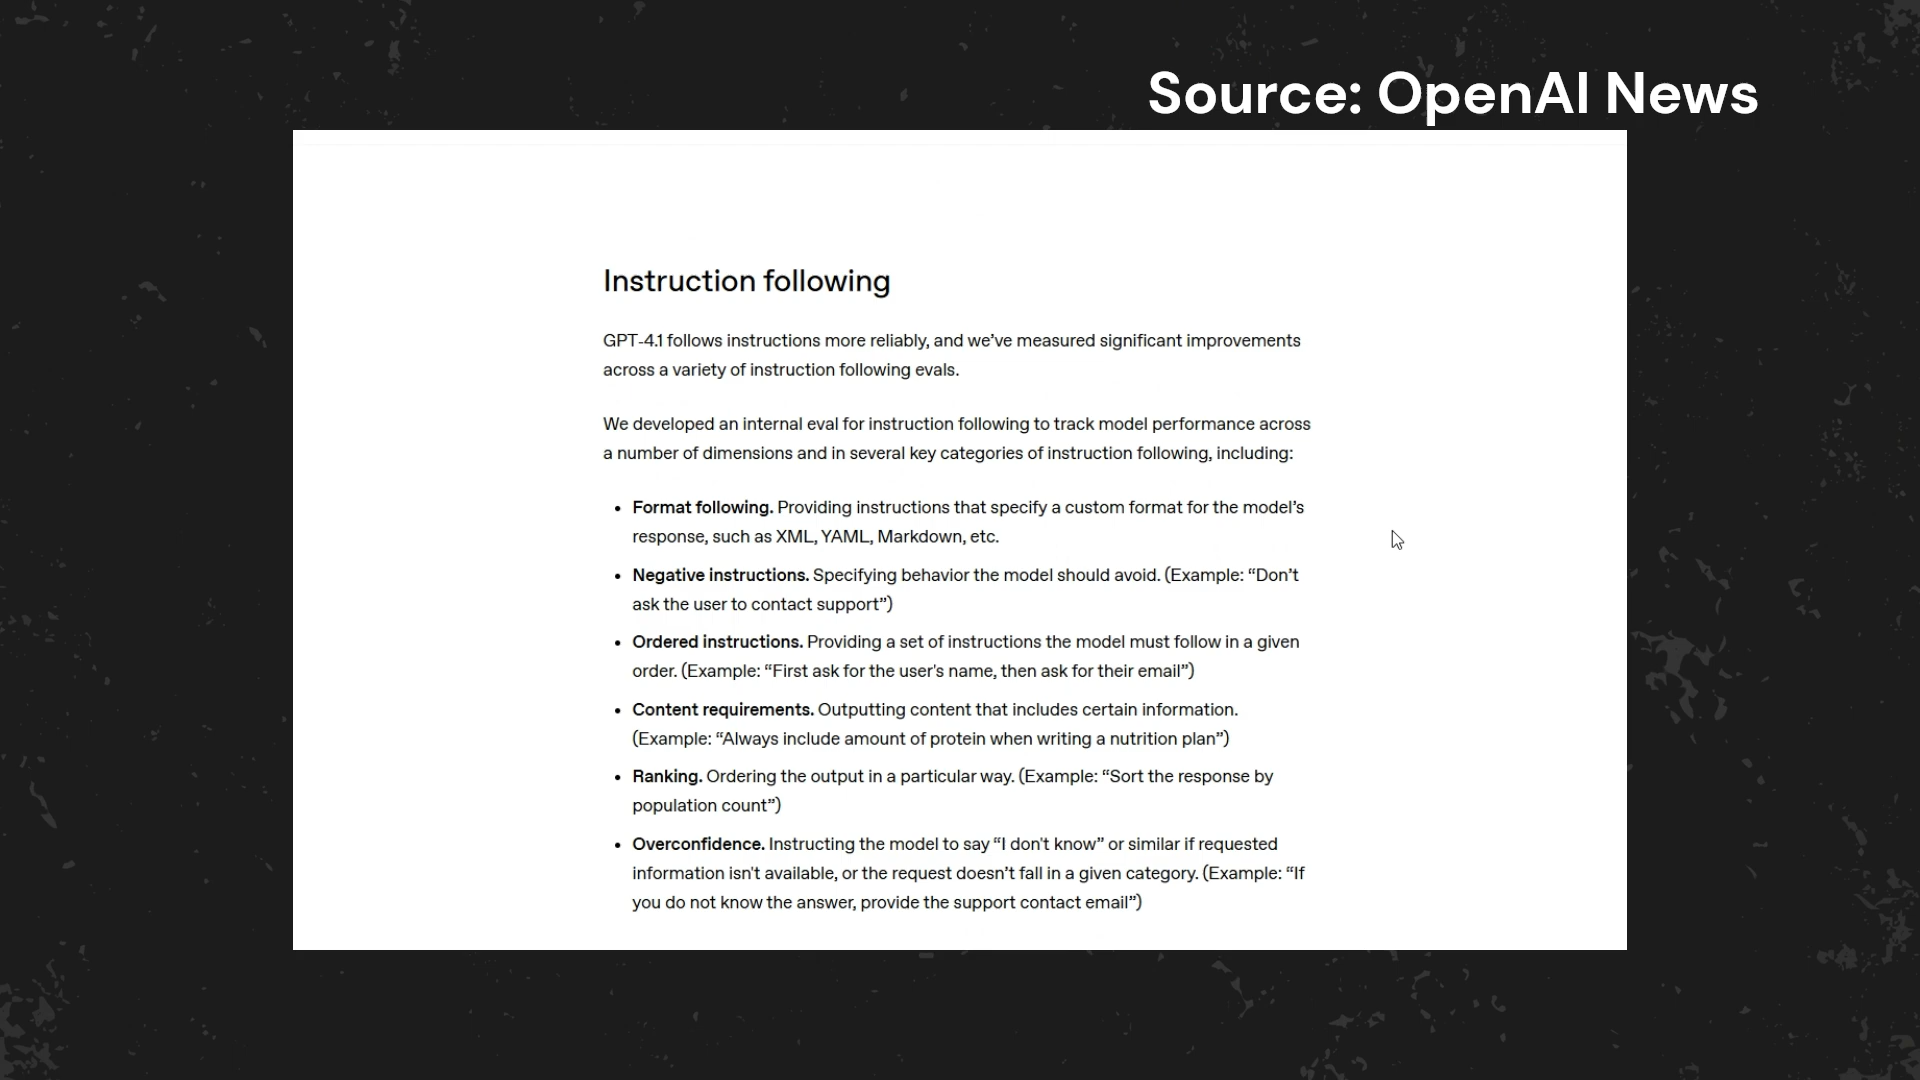 Source: OpenAI News
Instruction following
GPT-4.1 follows instructions more reliably, and we’ve measured significant improvements
across a variety of instruction following evals.
We developed an internal eval for instruction following to track model performance across
a number of dimensions and in several key categories of instruction following, including:
• Format following. Providing instructions that specify a custom format for the model’s
response, such as XML, YAML, Markdown, etc.
• Negative instructions. Specifying behavior the model should avoid. (Example: “Don’t
ask the user to contact support”)
• Ordered instructions. Providing a set of instructions the model must follow in a given
order. (Example: “First ask for the user's name, then ask for their email”)
• Content requirements. Outputting content that includes certain information.
(Example: “Always include amount of protein when writing a nutrition plan”)
• Ranking. Ordering the output in a particular way. (Example: “Sort the response by
population count”)
• Overconfidence. Instructing the model to say “I don't know” or similar if requested
information isn't available, or the request doesn’t fall in a given category. (Example: “If
you do not know the answer, provide the support contact email”)